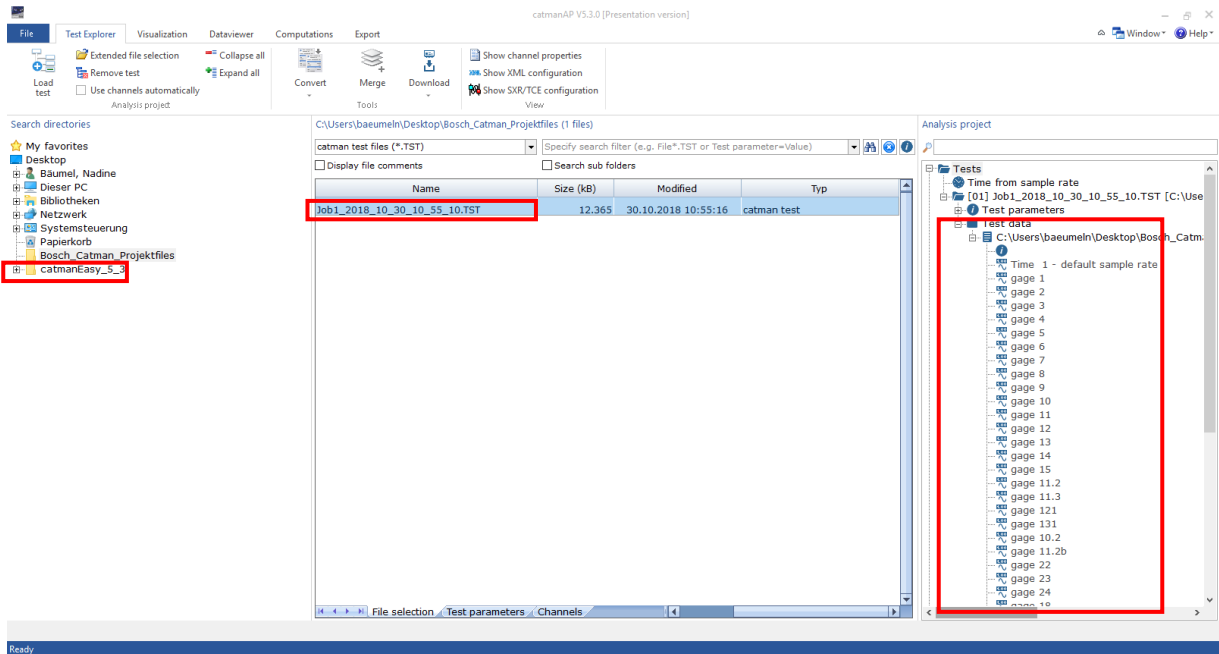 catmanAP V5.3.0 [Presentation version]
File Test Explorer Visualization Dataviewer Computations Export Window Help
Load test
Extended file selection
Remove test
Use channels automatically
Collapse all
Expand all
Analysis project
Convert Merge Download
Tools
Show channel properties
XML Show XML configuration
Show SXR/TCE configuration
View
Search directories
My favorites
Desktop
Bäumel, Nadine
Dieser PC
Bibliotheken
Netzwerk
Systemsteuerung
Papierkorb
Bosch_Catman_Projektfiles
catmanEasy_5_3
C:\Users\baeumeln\Desktop\Bosch_Catman_Projektfiles (1 files)
catman test files (*.TST) Specify search filter (e.g. File*.TST or Test parameter=Value)
Display file comments Search sub folders
Name Size (kB) Modified Typ
Job1_2018_10_30_10_55_10.TST 12.365 30.10.2018 10:55:16 catman test
File selection Test parameters Channels
Analysis project
Tests
Time from sample rate
[01] Job1_2018_10_30_10_55_10.TST [C:\Use
Test parameters
Test data
C:\Users\baeumeln\Desktop\Bosch_Catm
Time 1 - default sample rate
gage 1
gage 2
gage 3
gage 4
gage 5
gage 6
gage 7
gage 8
gage 9
gage 10
gage 11
gage 12
gage 13
gage 14
gage 15
gage 11.2
gage 11.3
gage 121
gage 131
gage 10.2
gage 11.2b
gage 22
gage 23
gage 24
gage 18
Ready